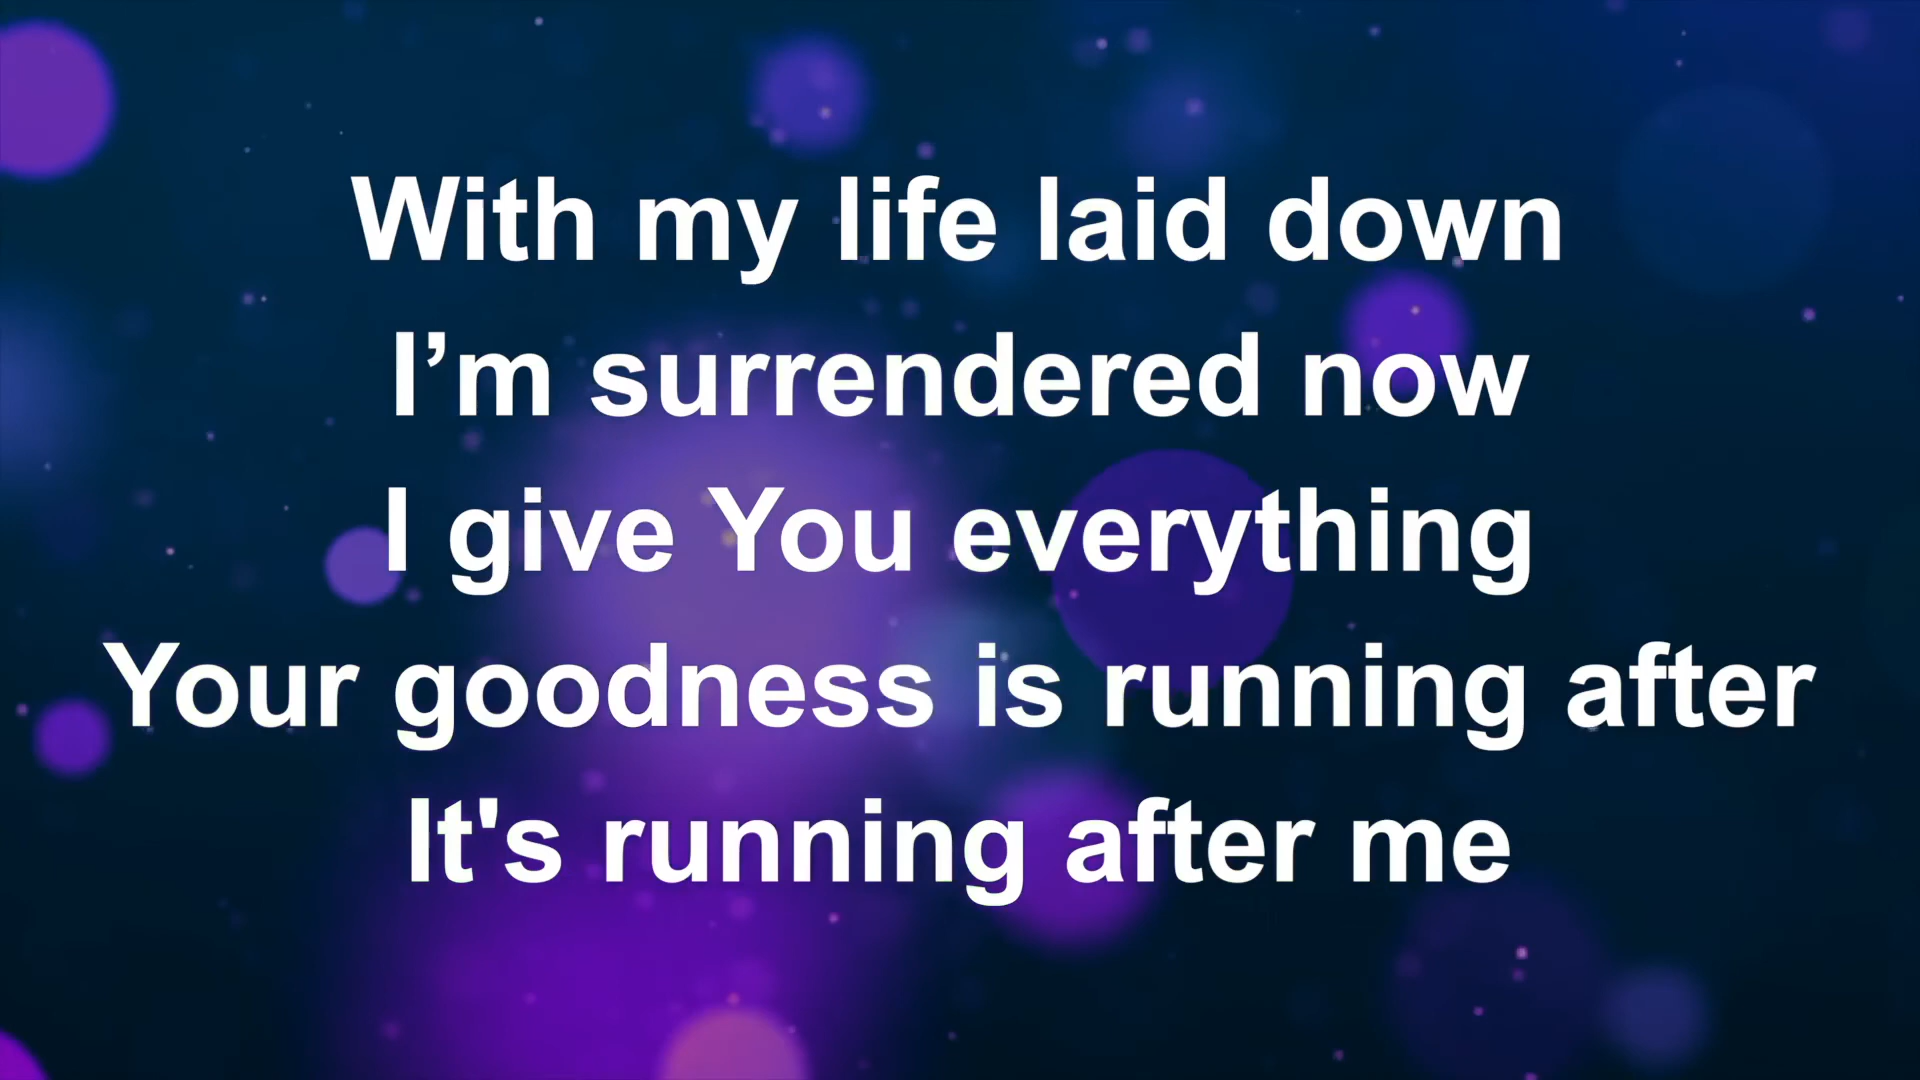 With my life laid down
I’m surrendered now
I give You everything
Your goodness is running after
It's running after me